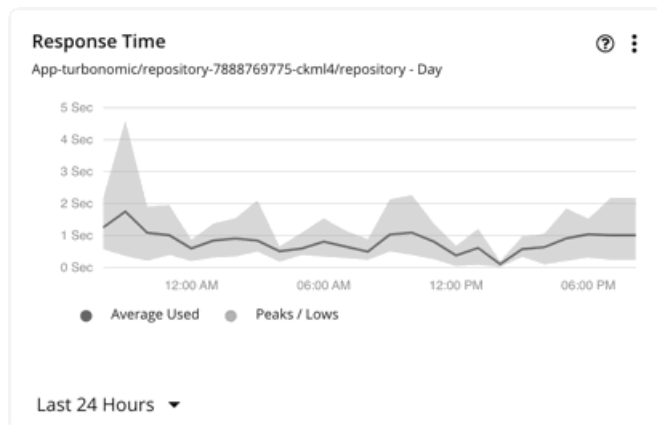 Response Time
App-turbonomic/repository-7888769775-ckml4/repository - Day
5 Sec
4 Sec
3 Sec
2 Sec
1 Sec
0 Sec
12:00 AM 06:00 AM 12:00 PM 06:00 PM
Average Used Peaks / Lows
Last 24 Hours